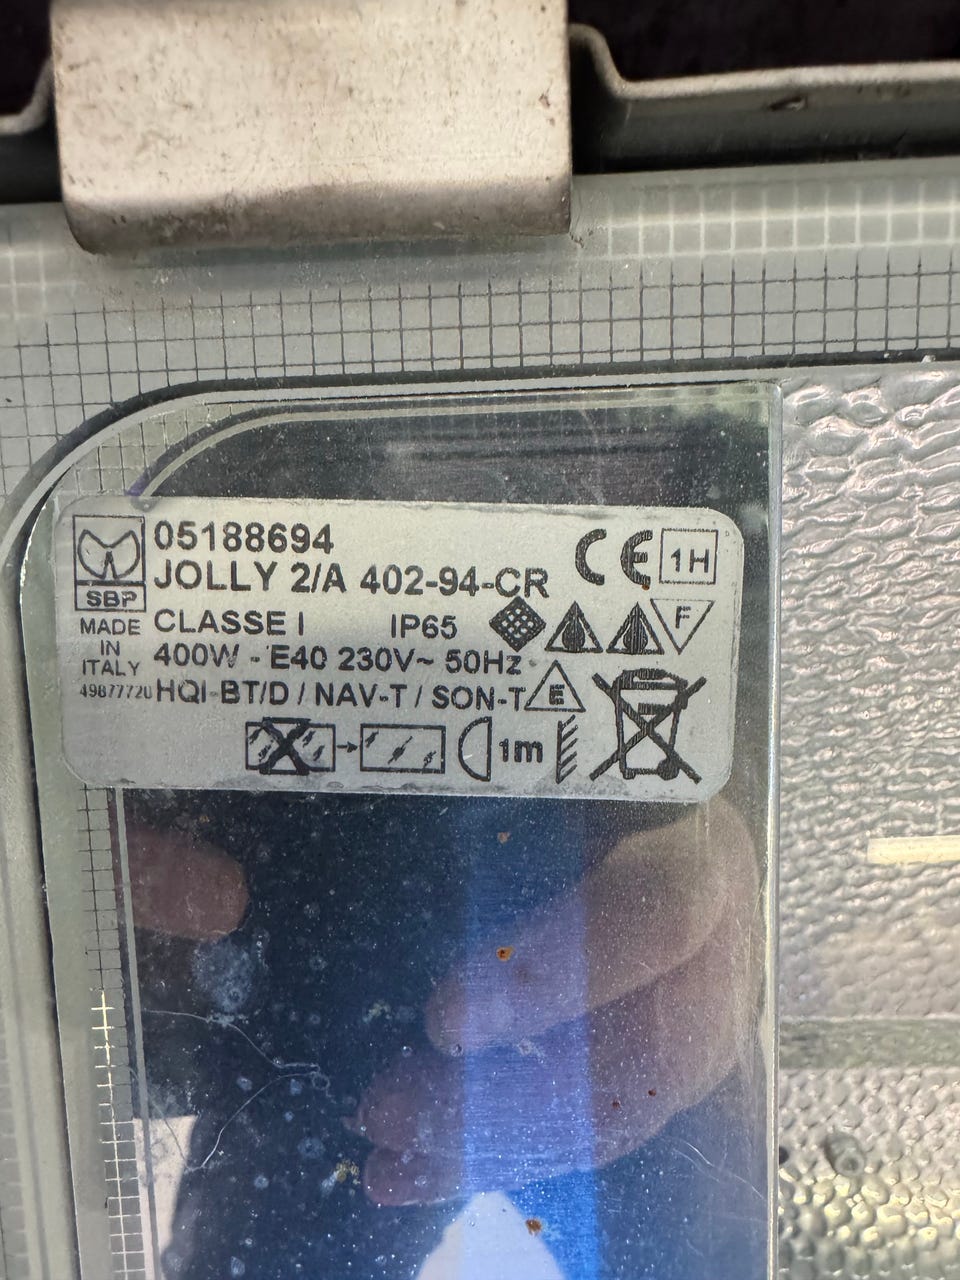 05188694
JOLLY 2/A 402-94-CR
CE
1H
SBP
MADE
IN
ITALY
CLASSE I IP65
F
400W - E40 230V~ 50Hz
HQI-BT/D / NAV-T / SON-T
E
1m